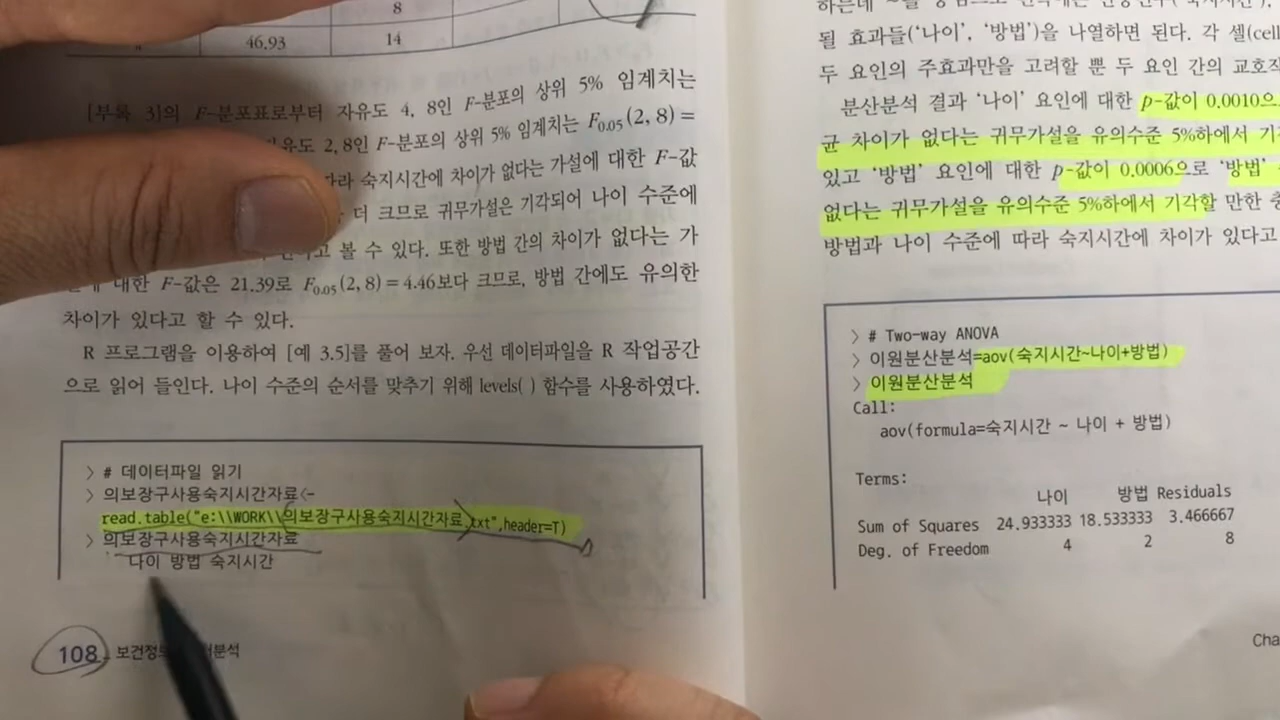 8
46.93 14
[부록 3]의 F-분포표로부터 자유도 4, 8인 F-분포의 상위 5% 임계치는
2, 8인 F-분포의 상위 5% 임계치는 F0.05(2, 8) =
숙지시간에 차이가 없다는 가설에 대한 F-값
더 크므로 귀무가설은 기각되어 나이 수준에
볼 수 있다. 또한 방법 간의 차이가 없다는 가
대한 F-값은 21.39로 F0.05(2, 8) = 4.46보다 크므로, 방법 간에도 유의한
차이가 있다고 할 수 있다.
R 프로그램을 이용하여 [예 3.5]를 풀어 보자. 우선 데이터파일을 R 작업공간
으로 읽어 들인다. 나이 수준의 순서를 맞추기 위해 levels( ) 함수를 사용하였다.
> # 데이터파일 읽기
> 의보장구사용숙지시간자료<-
read.table("e:\\WORK\\의보장구사용숙지시간자료.txt",header=T)
> 의보장구사용숙지시간자료
나이 방법 숙지시간
108
될 효과들('나이', '방법')을 나열하면 된다. 각 셀(cell
두 요인의 주효과만을 고려할 뿐 두 요인 간의 교호작
분산분석 결과 '나이' 요인에 대한 p-값이 0.0010으
균 차이가 없다는 귀무가설을 유의수준 5%하에서 기
있고 '방법' 요인에 대한 p-값이 0.0006으로 '방법'
없다는 귀무가설을 유의수준 5%하에서 기각할 만한 충
방법과 나이 수준에 따라 숙지시간에 차이가 있다고
> # Two-way ANOVA
> 이원분산분석=aov(숙지시간~나이+방법)
> 이원분산분석
Call:
aov(formula=숙지시간 ~ 나이 + 방법)
Terms:
나이 방법 Residuals
Sum of Squares 24.933333 18.533333 3.466667
Deg. of Freedom 4 2 8
Cha